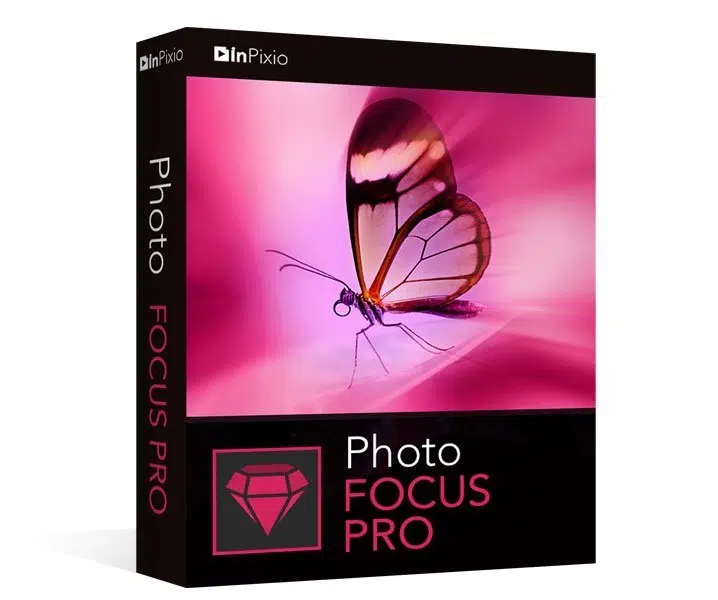 inPixio
Photo FOCUS PRO
inPixio
Photo
FOCUS
PRO